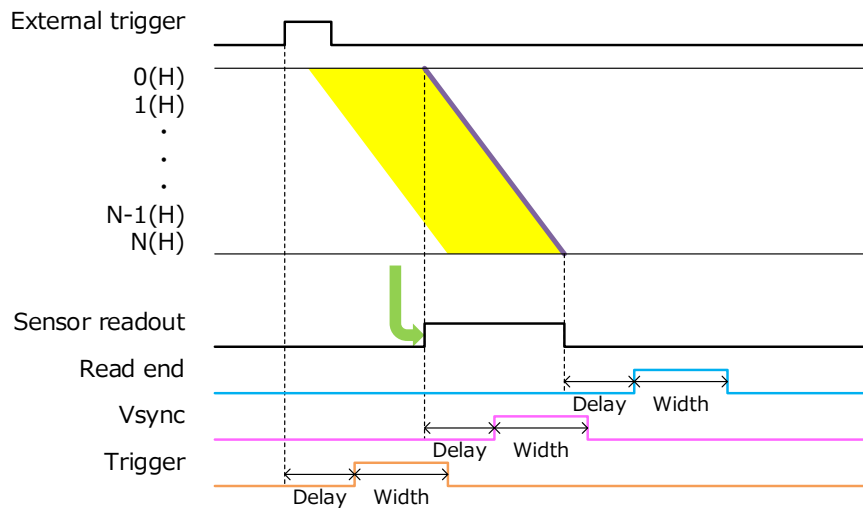 External trigger
0(H)
1(H)
·
·
·
N-1(H)
N(H)
Sensor readout
Read end
Delay Width
Vsync
Delay Width
Trigger
Delay Width